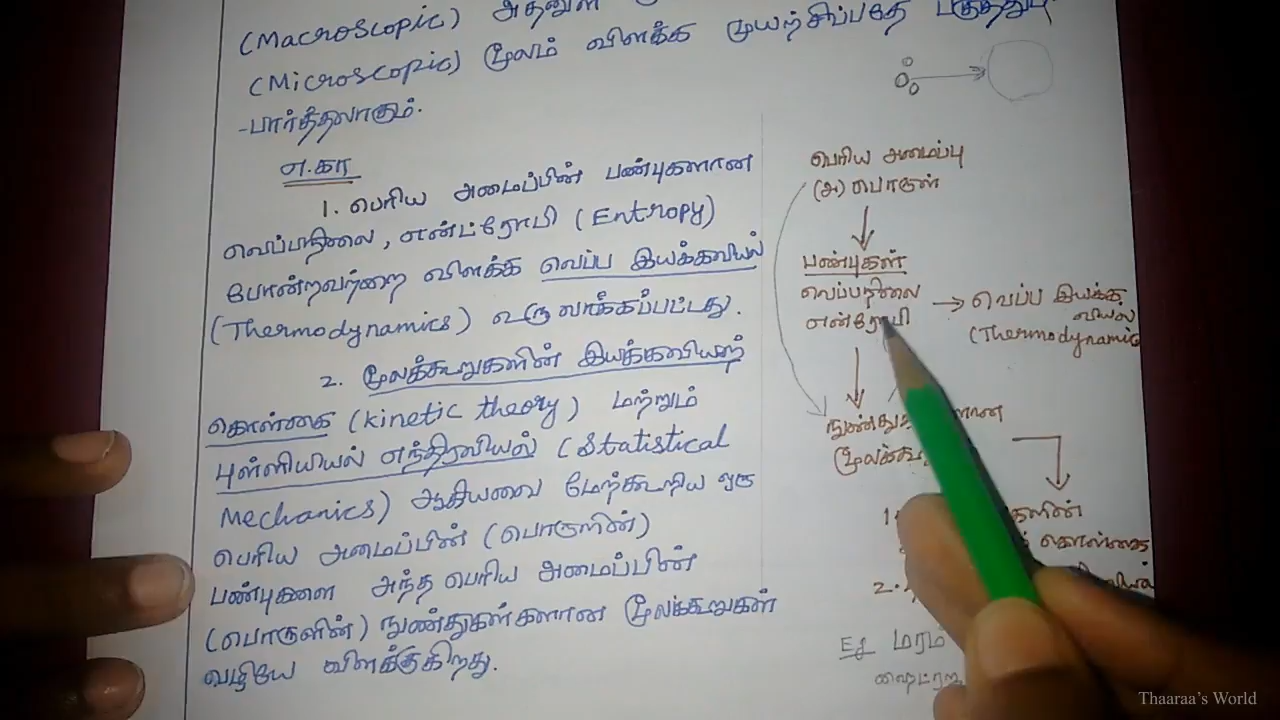 (Macroscopic) அதனுள்
(Microscopic) மூலம் விளக்க முயற்சிப்பதே பகுத்துப்
-பார்த்தலாகும்.
எ.கா
1. பெரிய அமைப்பின் பண்புகளான
வெப்பநிலை, என்ட்ரோபி (Entropy)
போன்றவற்றை விளக்க வெப்ப இயக்கவியல்
(Thermodynamics) உருவாக்கப்பட்டது.
2. மூலக்கூறுகளின் இயக்கவியற்
கொள்கை (kinetic theory) மற்றும்
புள்ளியியல் எந்திரவியல் (Statistical
Mechanics) ஆகியவை மேற்கூறிய ஒரு
பெரிய அமைப்பின் (பொருளின்)
பண்புகளை அந்த பெரிய அமைப்பின்
(பொருளின்) நுண்துகள்களான மூலக்கூறுகள்
வழியே விளக்குகிறது.
பெரிய அமைப்பு
(அ) பொருள்
பண்புகள்
வெப்பநிலை
என்ரோபி
வெப்ப இயக்க
வியல்
(Thermodynamic
மூலக்கூ
1.
களின்
கொள்கை
2.
Eg மரம்
Thaaraa's World